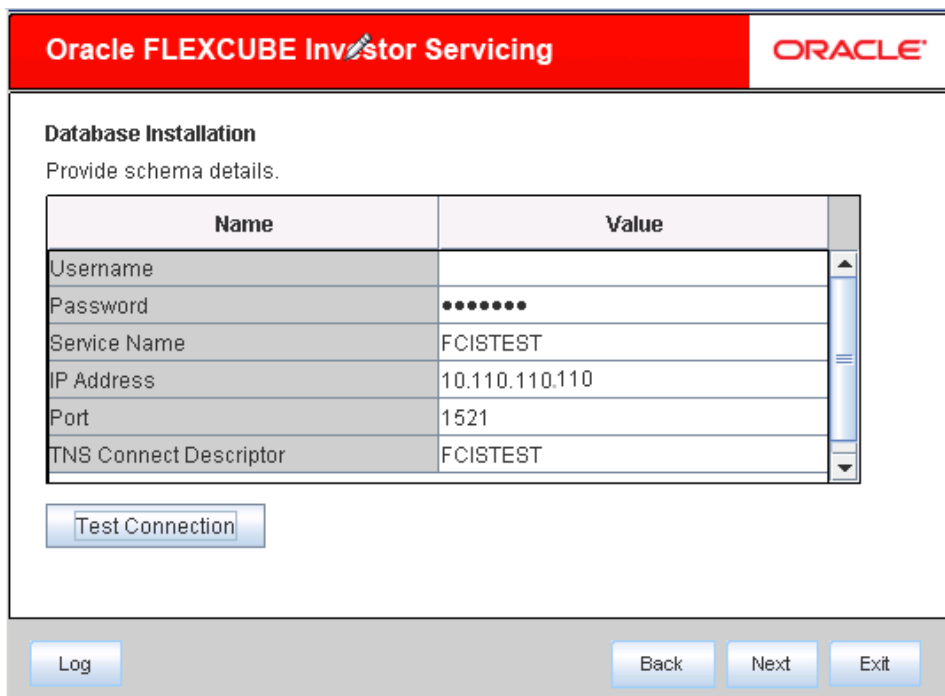 Oracle FLEXCUBE Investor Servicing
ORACLE
Database Installation
Provide schema details.
Name Value
Username
Password •••••••
Service Name FCISTEST
IP Address 10.110.110.110
Port 1521
TNS Connect Descriptor FCISTEST
Test Connection
Log Back Next Exit